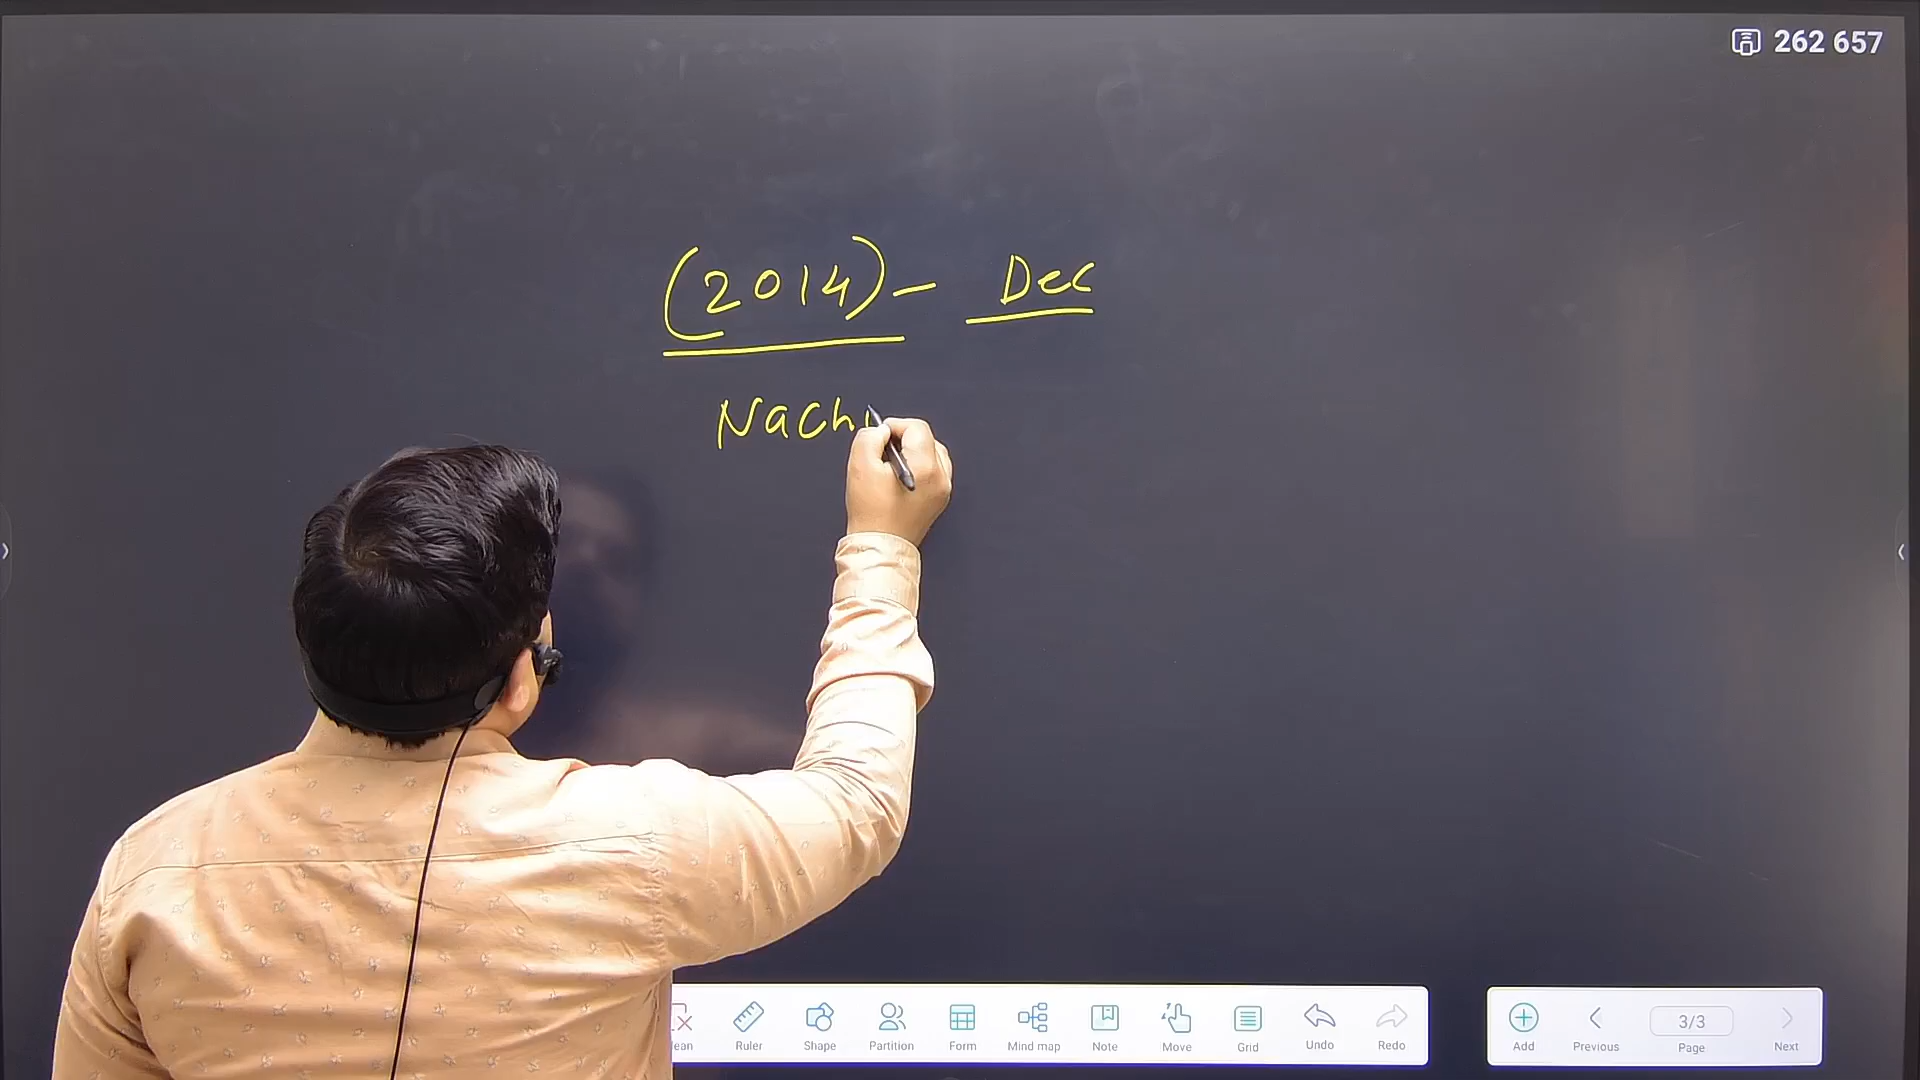 262 657
(2014) - Dec
Nach
lean Ruler Shape Partition Form Mind map Note Move Grid Undo Redo Add Previous 3/3 Page Next